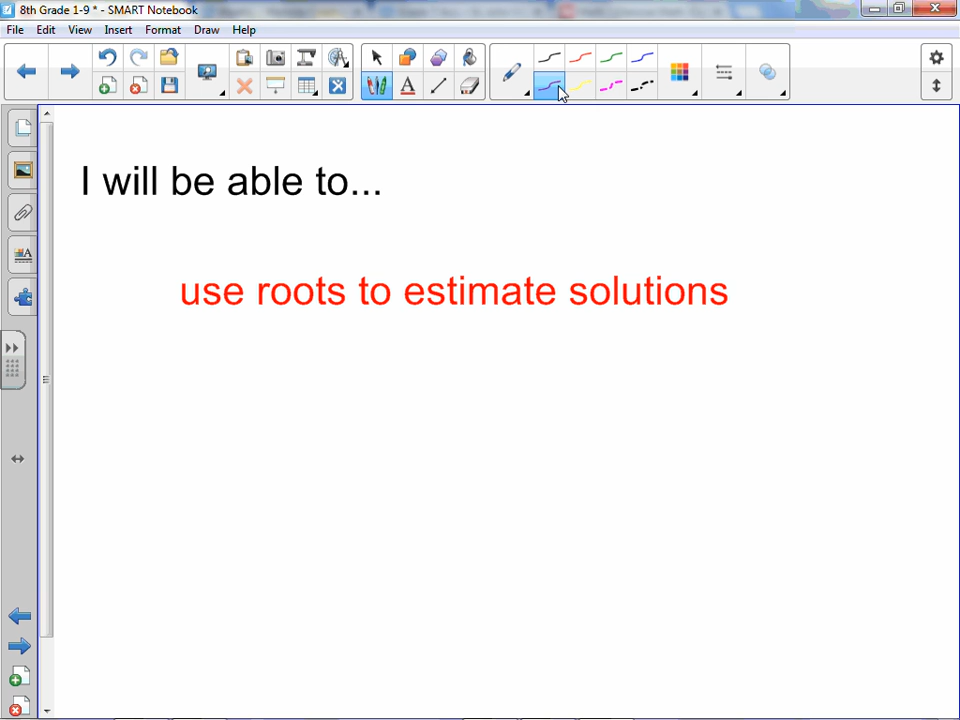 8th Grade 1-9 * - SMART Notebook
File Edit View Insert Format Draw Help
I will be able to...
use roots to estimate solutions